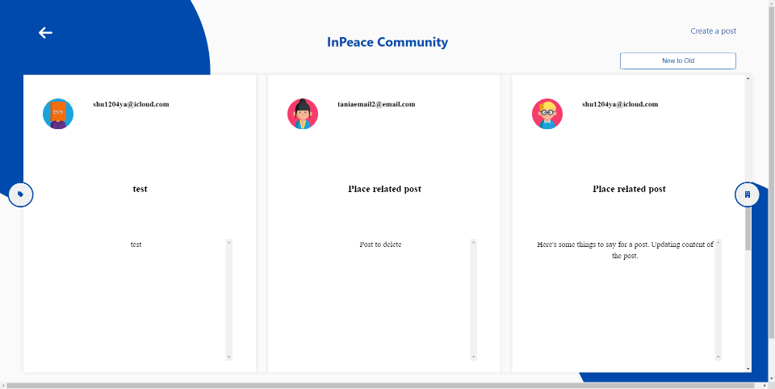 Create a post
InPeace Community
New to Old
shu1204ya@icloud.com
test
test
taniaemail2@email.com
Place related post
Post to delete
shu1204ya@icloud.com
Place related post
Here's some things to say for a post. Updating content of
the post.